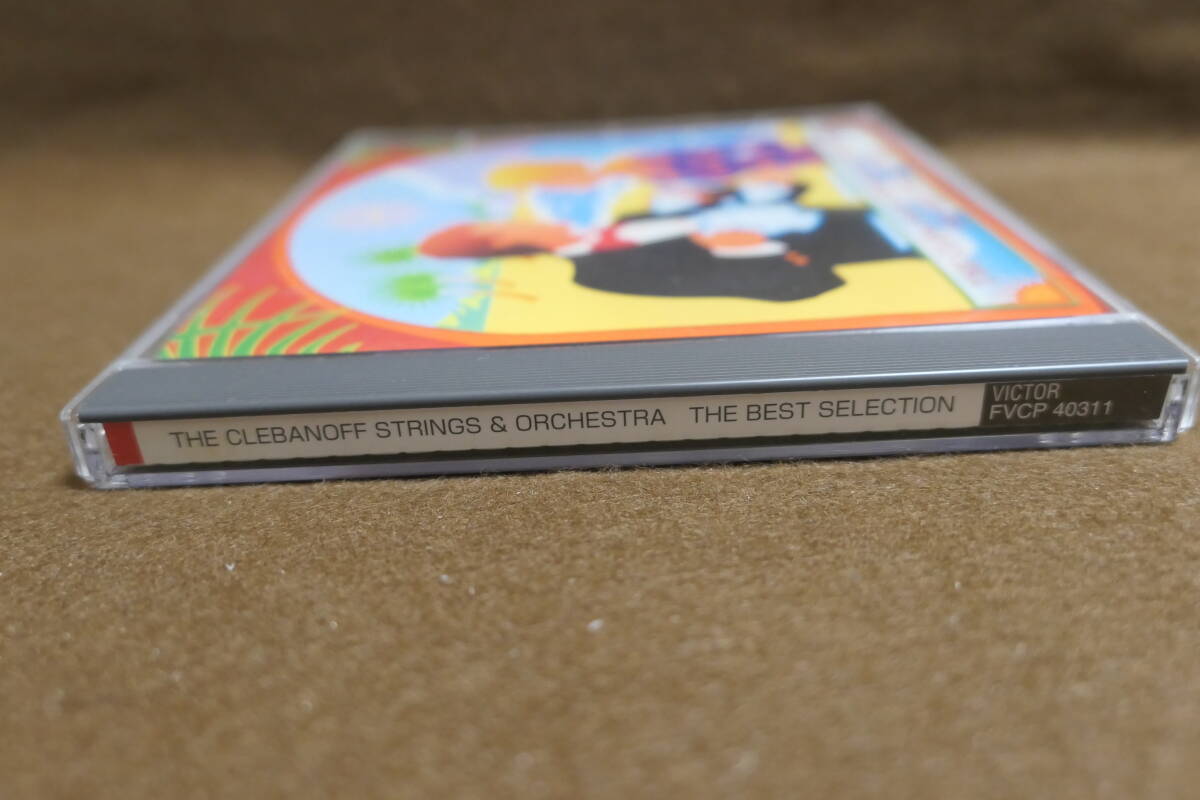 THE CLEBANOFF STRINGS & ORCHESTRA THE BEST SELECTION
VICTOR
FVCP 40311